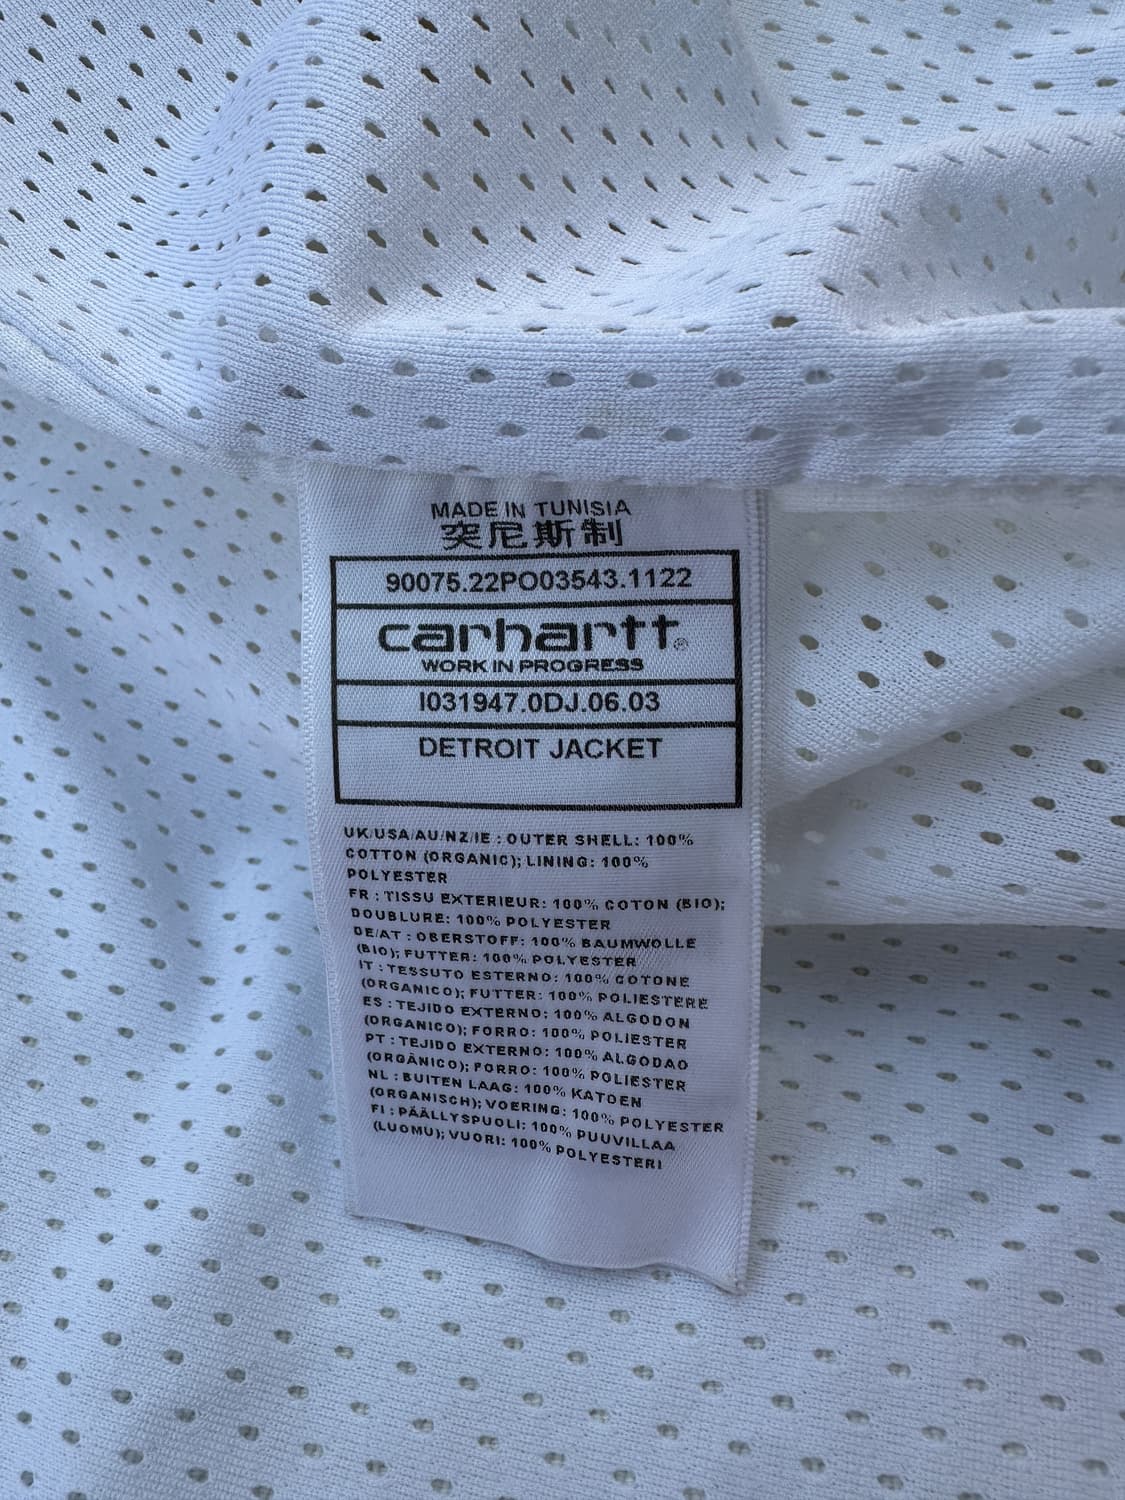 MADE IN TUNISIA
突尼斯制
90075.22PO03543.1122
carhartt®
WORK IN PROGRESS
I031947.0DJ.06.03
DETROIT JACKET
UK/USA/AU/NZ/IE : OUTER SHELL: 100%
COTTON (ORGANIC); LINING: 100%
POLYESTER
FR : TISSU EXTERIEUR: 100% COTON (BIO);
DOUBLURE: 100% POLYESTER
DE/AT : OBERSTOFF: 100% BAUMWOLLE
(BIO); FUTTER: 100% POLYESTER
IT : TESSUTO ESTERNO: 100% COTONE
(ORGANICO); FUTTER: 100% POLIESTERE
ES : TEJIDO EXTERNO: 100% ALGODON
(ORGANICO); FORRO: 100% POLIESTER
PT : TEJIDO EXTERNO: 100% ALGODAO
(ORGÂNICO); FORRO: 100% POLIESTER
NL : BUITEN LAAG: 100% KATOEN
(ORGANISCH); VOERING: 100% POLYESTER
FI : PÄÄLLYSPUOLI: 100% PUUVILLAA
(LUOMU); VUORI: 100% POLYESTERI